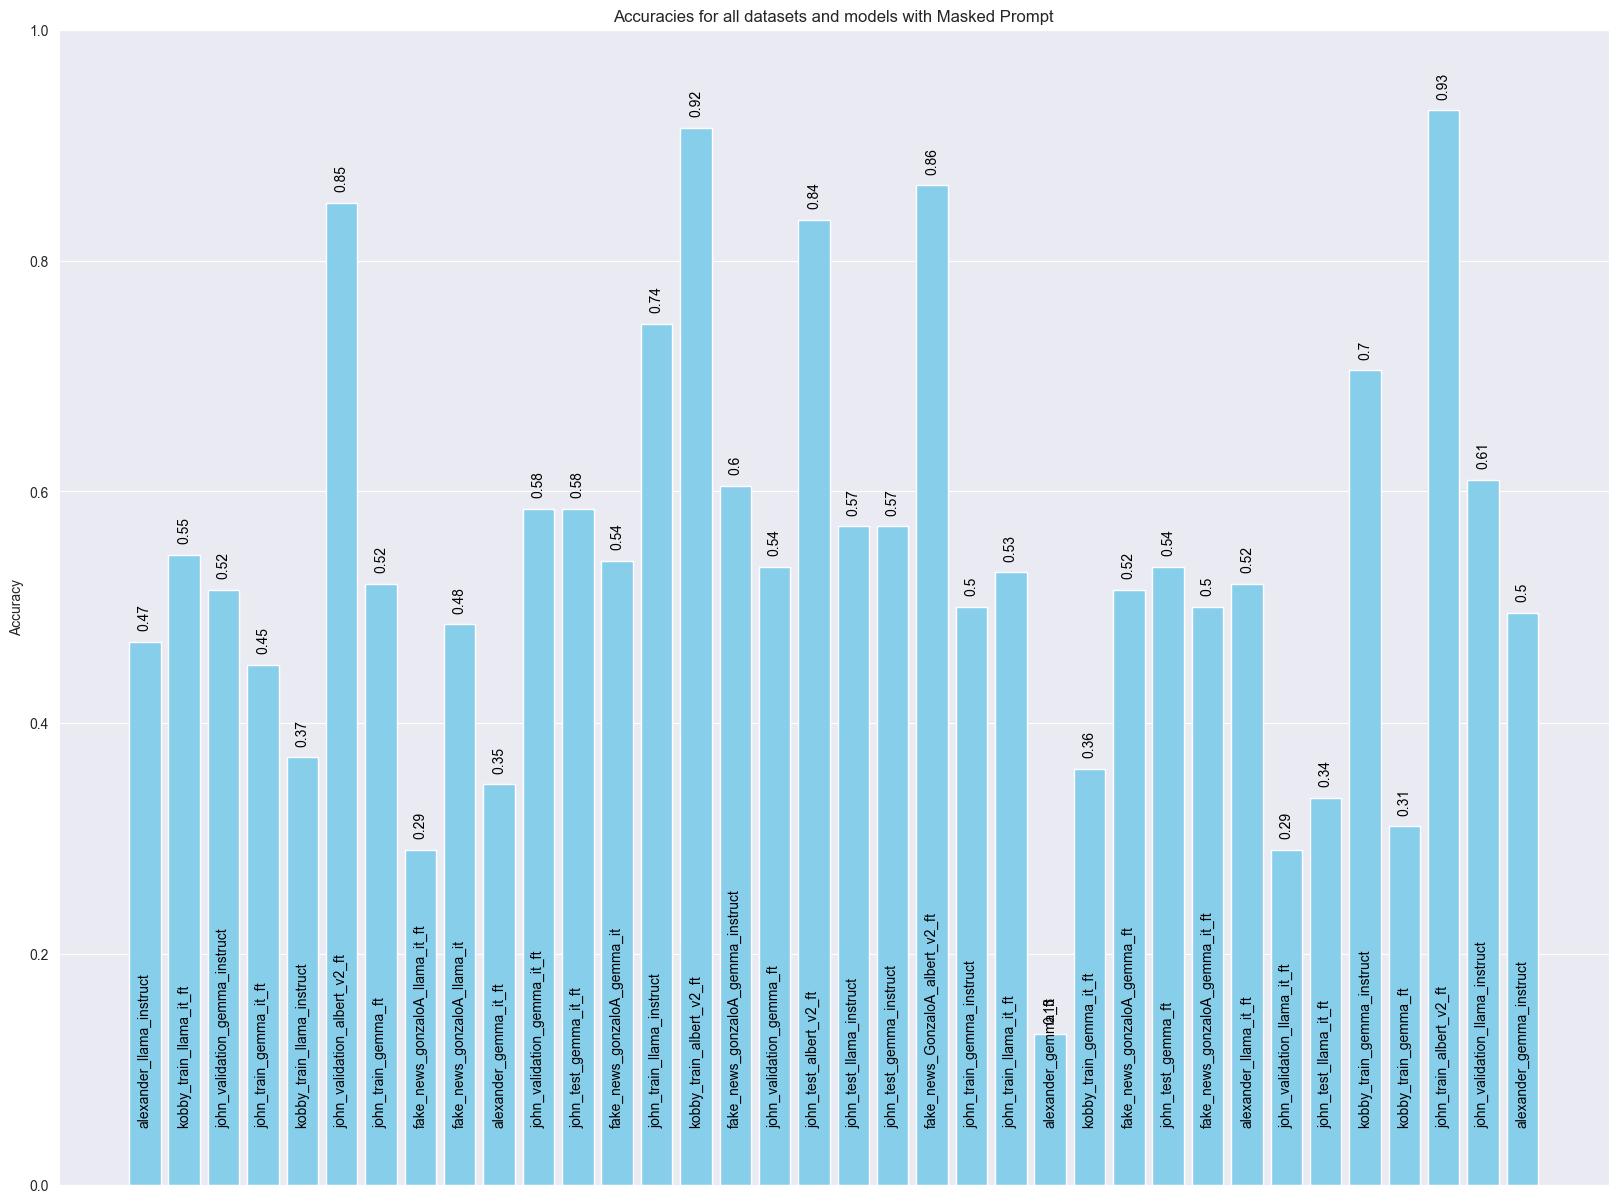 Accuracies for all datasets and models with Masked Prompt
Accuracy
1.0
0.8
0.6
0.4
0.2
0.0
0.47
0.55
0.52
0.45
0.37
0.85
0.52
0.29
0.48
0.35
0.58
0.58
0.54
0.74
0.92
0.6
0.54
0.84
0.57
0.57
0.86
0.5
0.53
0.36
0.52
0.54
0.5
0.52
0.29
0.34
0.7
0.31
0.93
0.61
0.5
alexander_llama_instruct
kobby_train_llama_it_ft
john_validation_gemma_instruct
john_train_gemma_it_ft
kobby_train_llama_instruct
john_validation_albert_v2_ft
john_train_gemma_ft
fake_news_gonzaloA_llama_it_ft
fake_news_gonzaloA_llama_it
alexander_gemma_it_ft
john_validation_gemma_it_ft
john_test_gemma_it_ft
fake_news_gonzaloA_gemma_it
john_train_llama_instruct
kobby_train_albert_v2_ft
fake_news_gonzaloA_gemma_instruct
john_validation_gemma_ft
john_test_albert_v2_ft
john_test_llama_instruct
john_test_gemma_instruct
fake_news_GonzaloA_albert_v2_ft
john_train_gemma_instruct
john_train_llama_it_ft
alexander_gemma_ft
kobby_train_gemma_it_ft
fake_news_gonzaloA_gemma_ft
john_test_gemma_ft
fake_news_gonzaloA_gemma_it_ft
alexander_llama_it_ft
john_validation_llama_it_ft
john_test_llama_it_ft
kobby_train_gemma_instruct
kobby_train_gemma_ft
john_train_albert_v2_ft
john_validation_llama_instruct
alexander_gemma_instruct